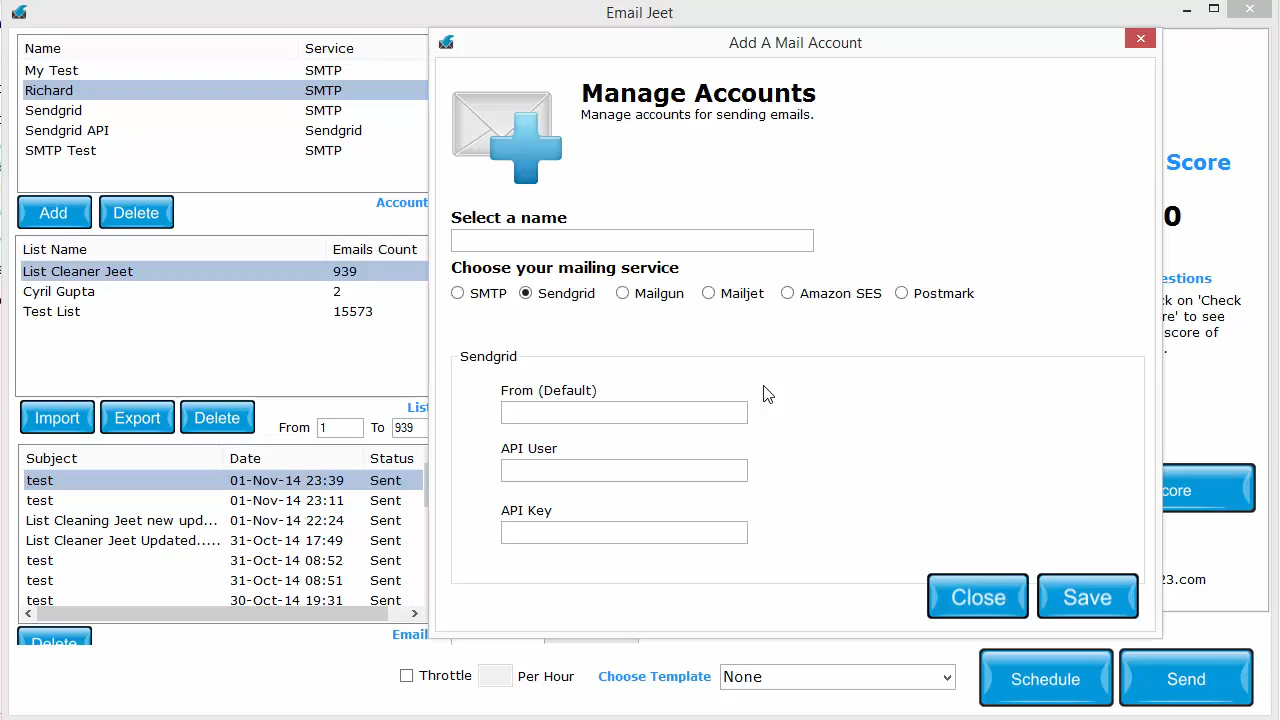 Email Jeet
Name Service
My Test SMTP
Richard SMTP
Sendgrid SMTP
Sendgrid API Sendgrid
SMTP Test SMTP
Add Delete Account
List Name Emails Count
List Cleaner Jeet 939
Cyril Gupta 2
Test List 15573
Import Export Delete List
From 1 To 939
Subject Date Status
test 01-Nov-14 23:39 Sent
test 01-Nov-14 23:11 Sent
List Cleaning Jeet new upd... 01-Nov-14 22:24 Sent
List Cleaner Jeet Updated..... 31-Oct-14 17:49 Sent
test 31-Oct-14 08:52 Sent
test 31-Oct-14 08:51 Sent
test 30-Oct-14 19:31 Sent
Delete Email
Add A Mail Account
Manage Accounts
Manage accounts for sending emails.
Select a name
Choose your mailing service
SMTP Sendgrid Mailgun Mailjet Amazon SES Postmark
Sendgrid
From (Default)
API User
API Key
Close Save
Score
0
estions
ck on 'Check
re' to see
score of
.
core
23.com
Throttle Per Hour Choose Template None Schedule Send